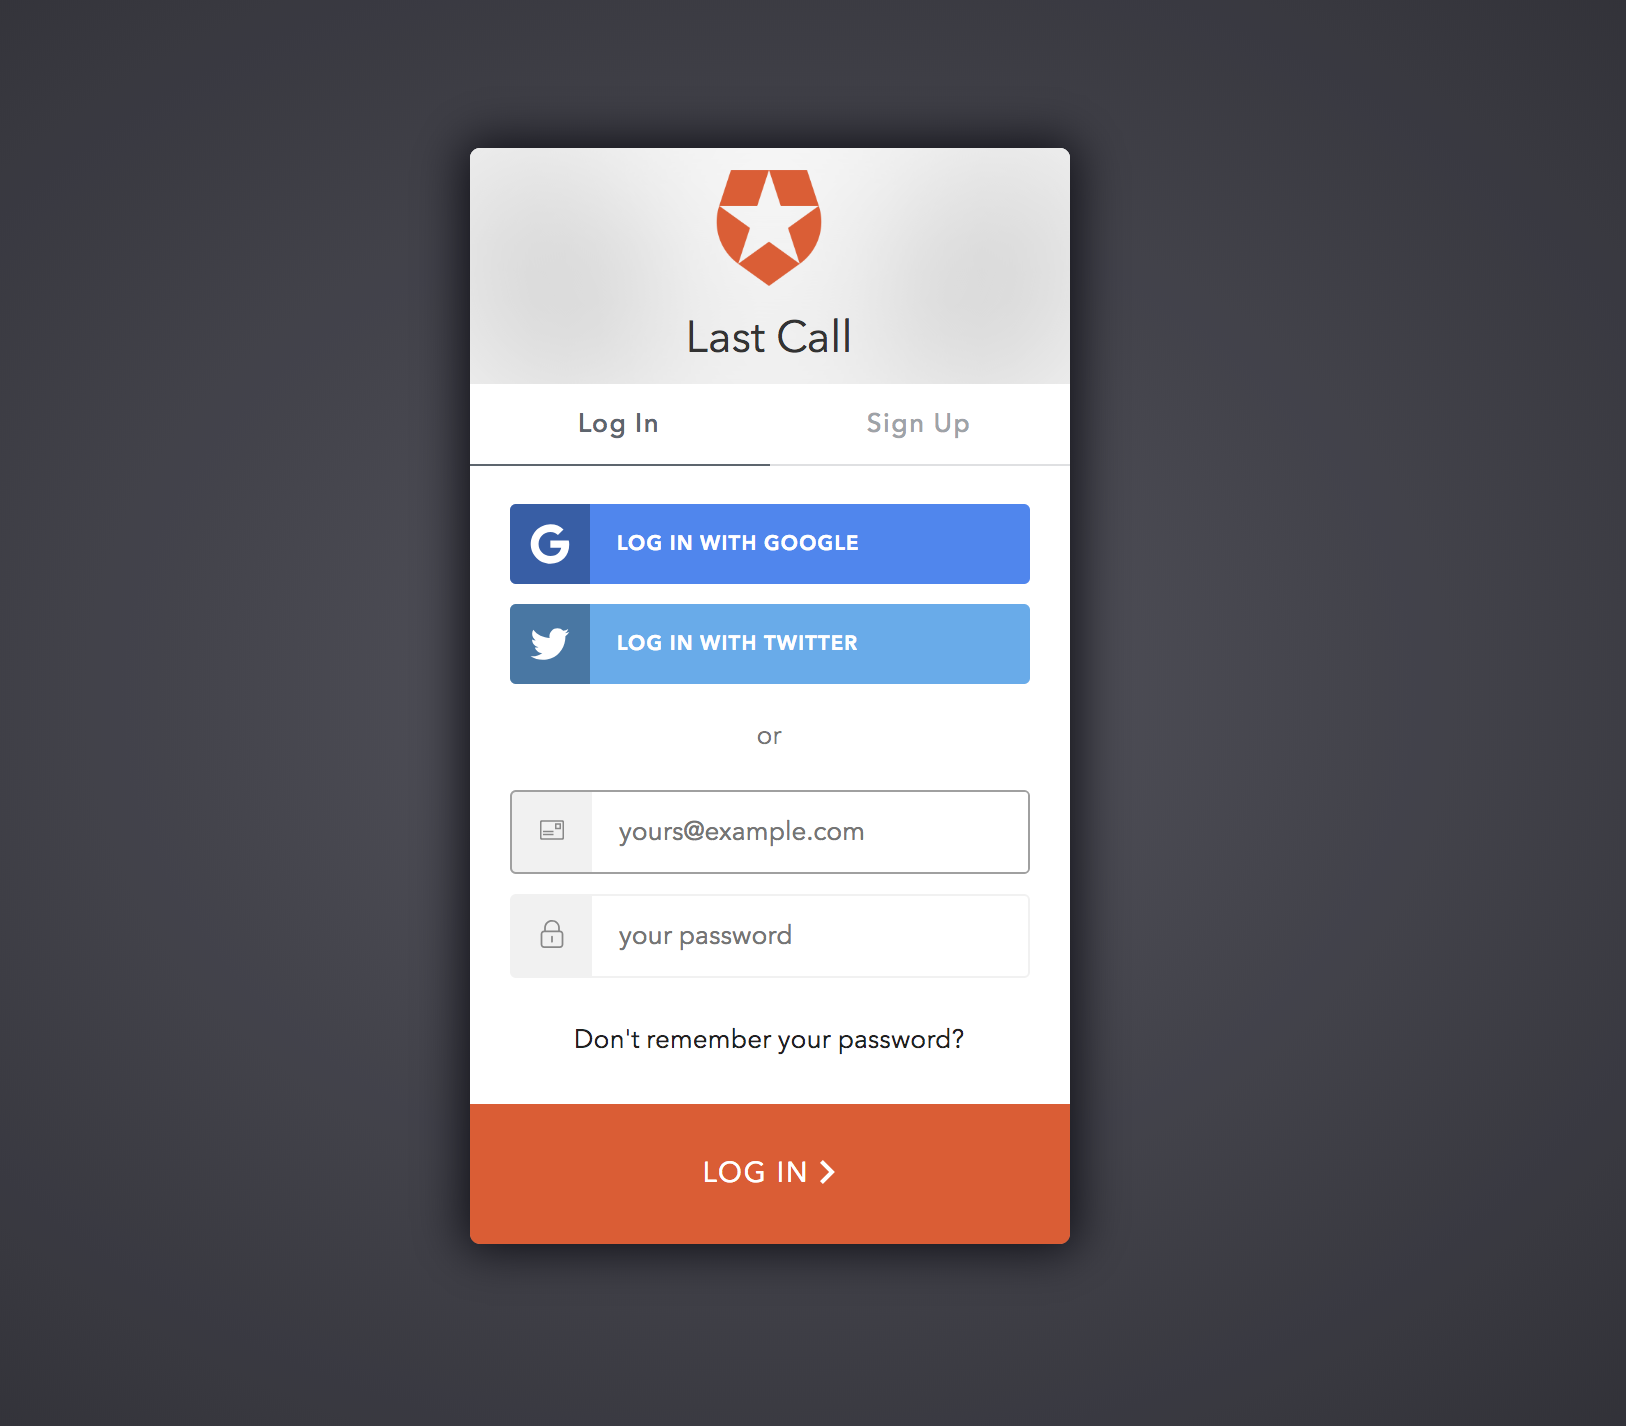 Last Call
Log In
Sign Up
LOG IN WITH GOOGLE
LOG IN WITH TWITTER
or
yours@example.com
your password
Don't remember your password?
LOG IN